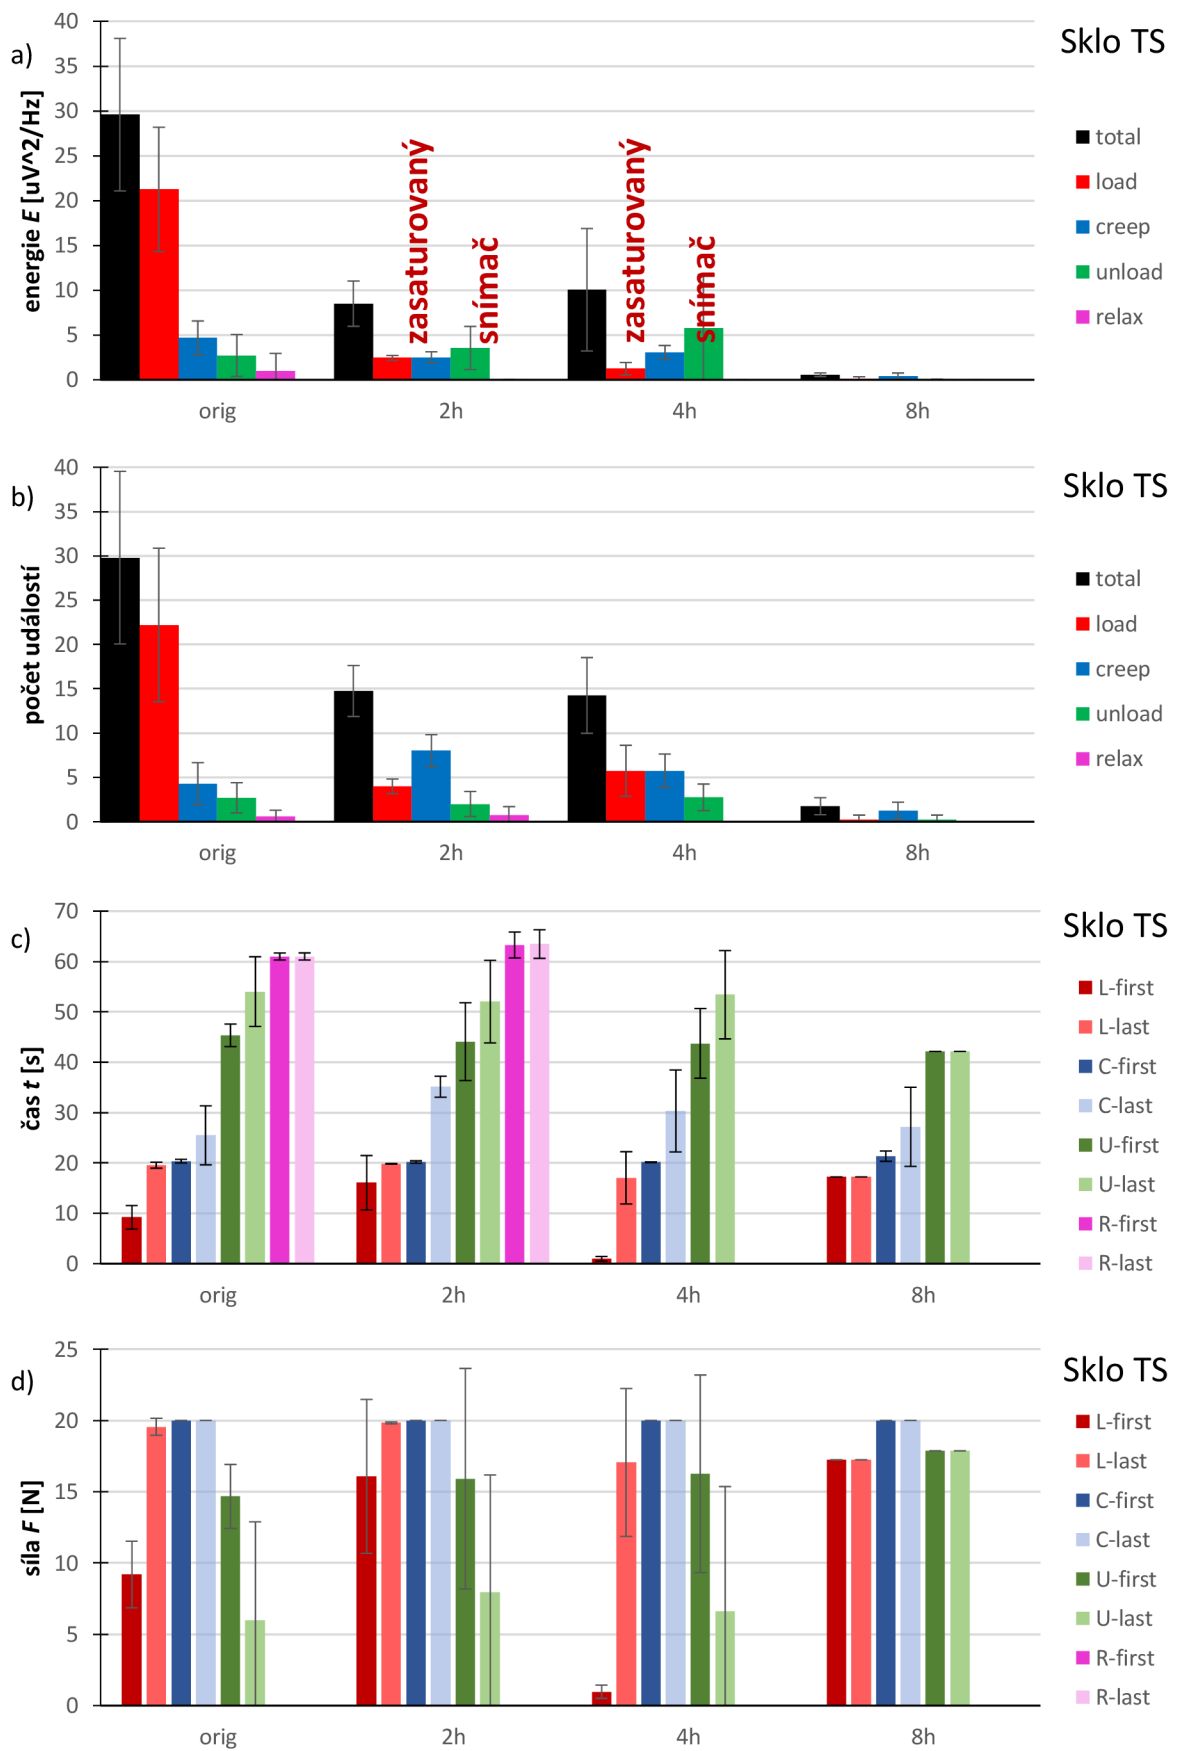 a)
Sklo TS
energie E [uV^2/Hz]
40
35
30
25
20
15
10
5
0
zasaturovaný
snímač
zasaturovaný
snímač
orig
2h
4h
8h
total
load
creep
unload
relax
b)
Sklo TS
počet událostí
40
35
30
25
20
15
10
5
0
orig
2h
4h
8h
total
load
creep
unload
relax
c)
Sklo TS
čas t [s]
70
60
50
40
30
20
10
0
orig
2h
4h
8h
L-first
L-last
C-first
C-last
U-first
U-last
R-first
R-last
d)
Sklo TS
síla F [N]
25
20
15
10
5
0
orig
2h
4h
8h
L-first
L-last
C-first
C-last
U-first
U-last
R-first
R-last